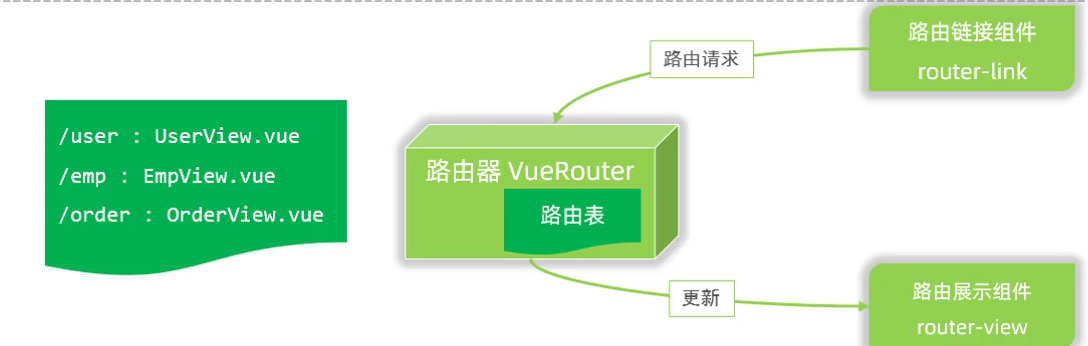 /user : UserView.vue
/emp : EmpView.vue
/order : OrderView.vue
路由器 VueRouter
路由表
路由请求
路由链接组件
router-link
更新
路由展示组件
router-view